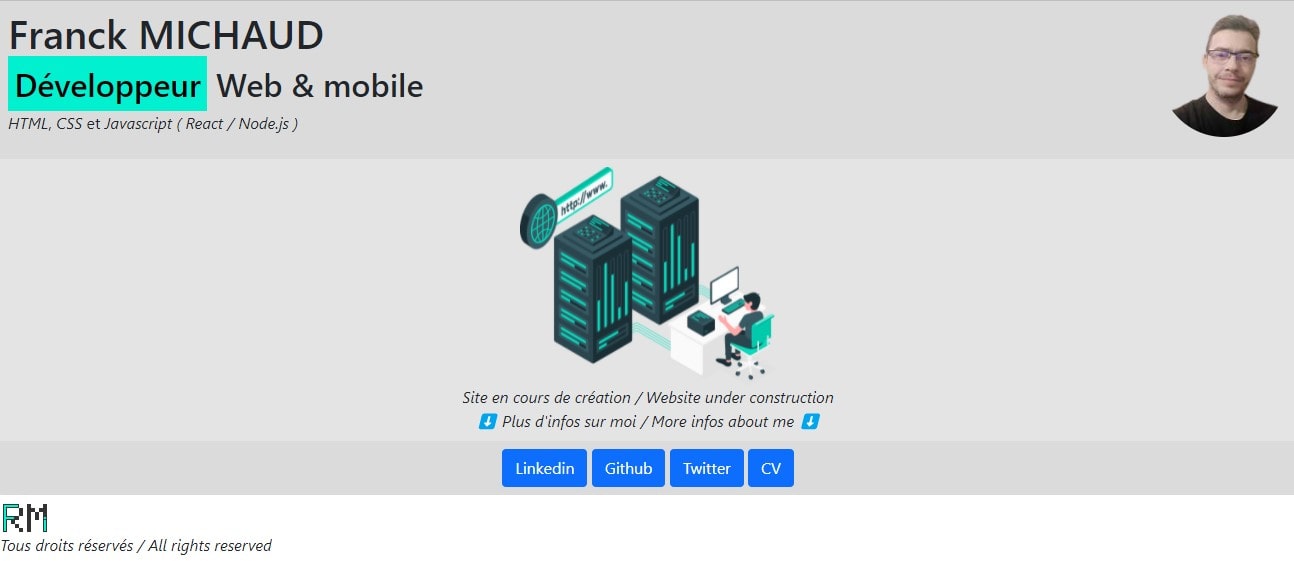 Franck MICHAUD
Développeur Web & mobile
HTML, CSS et Javascript ( React / Node.js )
http://www.
Site en cours de création / Website under construction
⬇️ Plus d'infos sur moi / More infos about me ⬇️
Linkedin Github Twitter CV
RM
Tous droits réservés / All rights reserved